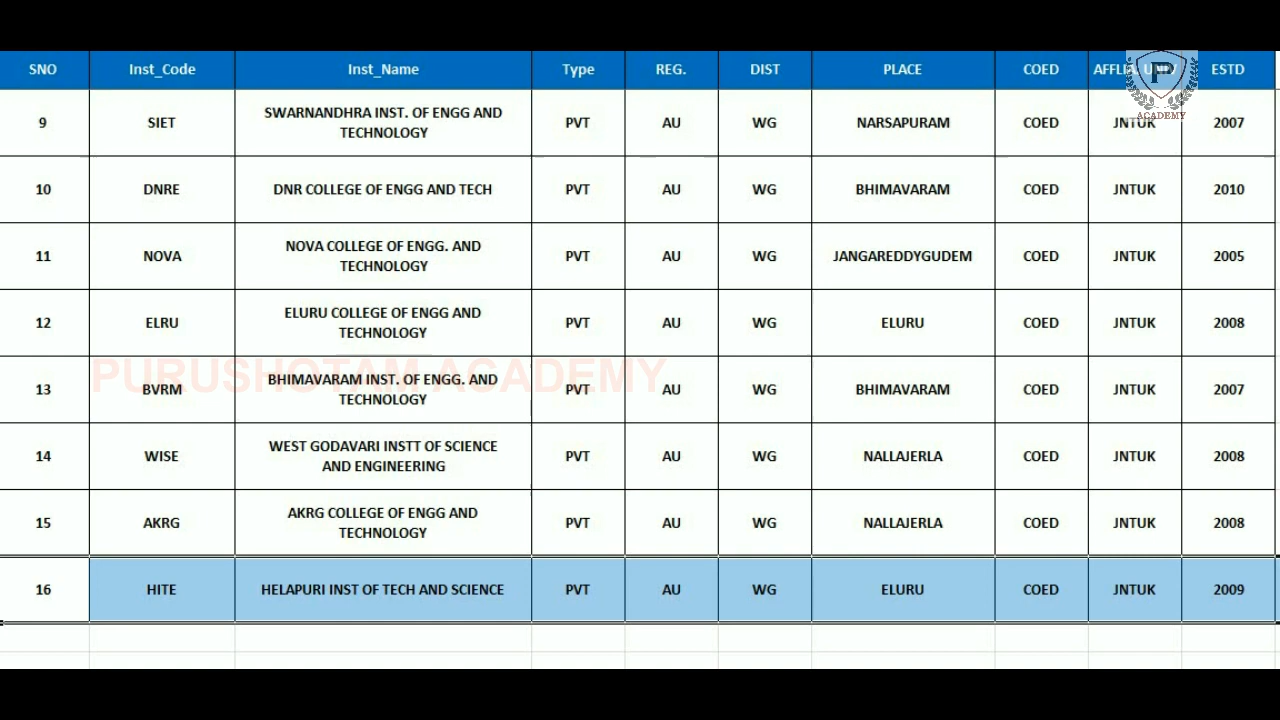 SNO Inst_Code Inst_Name Type REG. DIST PLACE COED AFFLIA. UNIV ESTD
9 SIET SWARNANDHRA INST. OF ENGG AND TECHNOLOGY PVT AU WG NARSAPURAM COED JNTUK 2007
10 DNRE DNR COLLEGE OF ENGG AND TECH PVT AU WG BHIMAVARAM COED JNTUK 2010
11 NOVA NOVA COLLEGE OF ENGG. AND TECHNOLOGY PVT AU WG JANGAREDDYGUDEM COED JNTUK 2005
12 ELRU ELURU COLLEGE OF ENGG AND TECHNOLOGY PVT AU WG ELURU COED JNTUK 2008
13 BVRM BHIMAVARAM INST. OF ENGG. AND TECHNOLOGY PVT AU WG BHIMAVARAM COED JNTUK 2007
14 WISE WEST GODAVARI INSTT OF SCIENCE AND ENGINEERING PVT AU WG NALLAJERLA COED JNTUK 2008
15 AKRG AKRG COLLEGE OF ENGG AND TECHNOLOGY PVT AU WG NALLAJERLA COED JNTUK 2008
16 HITE HELAPURI INST OF TECH AND SCIENCE PVT AU WG ELURU COED JNTUK 2009
PURUSHOTAM ACADEMY
P
ACADEMY